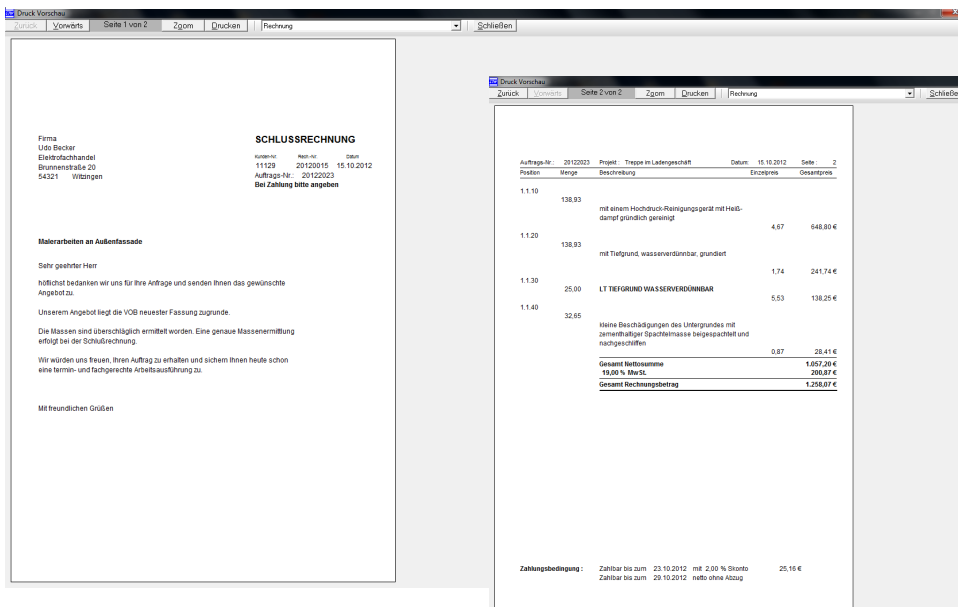 Druck Vorschau
Zurück Vorwärts Seite 1 von 2 Zoom Drucken Rechnung Schließen
Firma
Udo Becker
Elektrofachhandel
Brunnenstraße 20
54321 Witzingen
SCHLUSSRECHNUNG
Kunden-Nr. Rech.-Nr. Datum
11129 20120015 15.10.2012
Auftrags-Nr.: 20122023
Bei Zahlung bitte angeben
Malerarbeiten an Außenfassade
Sehr geehrter Herr
höflichst bedanken wir uns für Ihre Anfrage und senden Ihnen das gewünschte
Angebot zu.
Unserem Angebot liegt die VOB neuester Fassung zugrunde.
Die Massen sind überschläglich ermittelt worden. Eine genaue Massenermittlung
erfolgt bei der Schlußrechnung.
Wir würden uns freuen, Ihren Auftrag zu erhalten und sichern Ihnen heute schon
eine termin- und fachgerechte Arbeitsausführung zu.
Mit freundlichen Grüßen
Druck Vorschau
Zurück Vorwärts Seite 2 von 2 Zoom Drucken Rechnung Schließe
Auftrags-Nr.: 20122023 Projekt: Treppe im Ladengeschäft Datum: 15.10.2012 Seite: 2
Position Menge Beschreibung Einzelpreis Gesamtpreis
1.1.10
138,93
mit einem Hochdruck-Reinigungsgerät mit Heiß-
dampf gründlich gereinigt
4,67 648,80 €
1.1.20
138,93
mit Tiefgrund, wasserverdünnbar, grundiert
1,74 241,74 €
1.1.30
25,00 LT TIEFGRUND WASSERVERDÜNNBAR
5,53 138,25 €
1.1.40
32,65
kleine Beschädigungen des Untergrundes mit
zementhaltiger Spachtelmasse beigespachtelt und
nachgeschliffen
0,87 28,41 €
Gesamt Nettosumme 1.057,20 €
19,00 % MwSt. 200,87 €
Gesamt Rechnungsbetrag 1.258,07 €
Zahlungsbedingung : Zahlbar bis zum 23.10.2012 mit 2,00 % Skonto 25,16 €
Zahlbar bis zum 29.10.2012 netto ohne Abzug